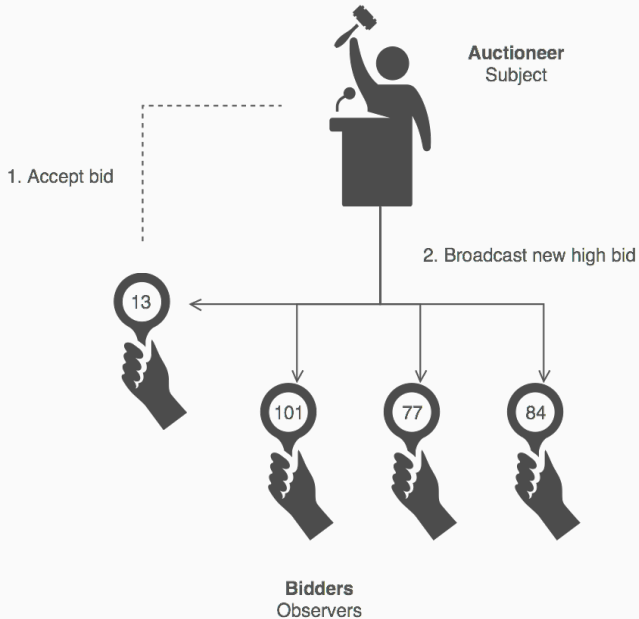 Auctioneer
Subject
1. Accept bid
2. Broadcast new high bid
13
101
77
84
Bidders
Observers